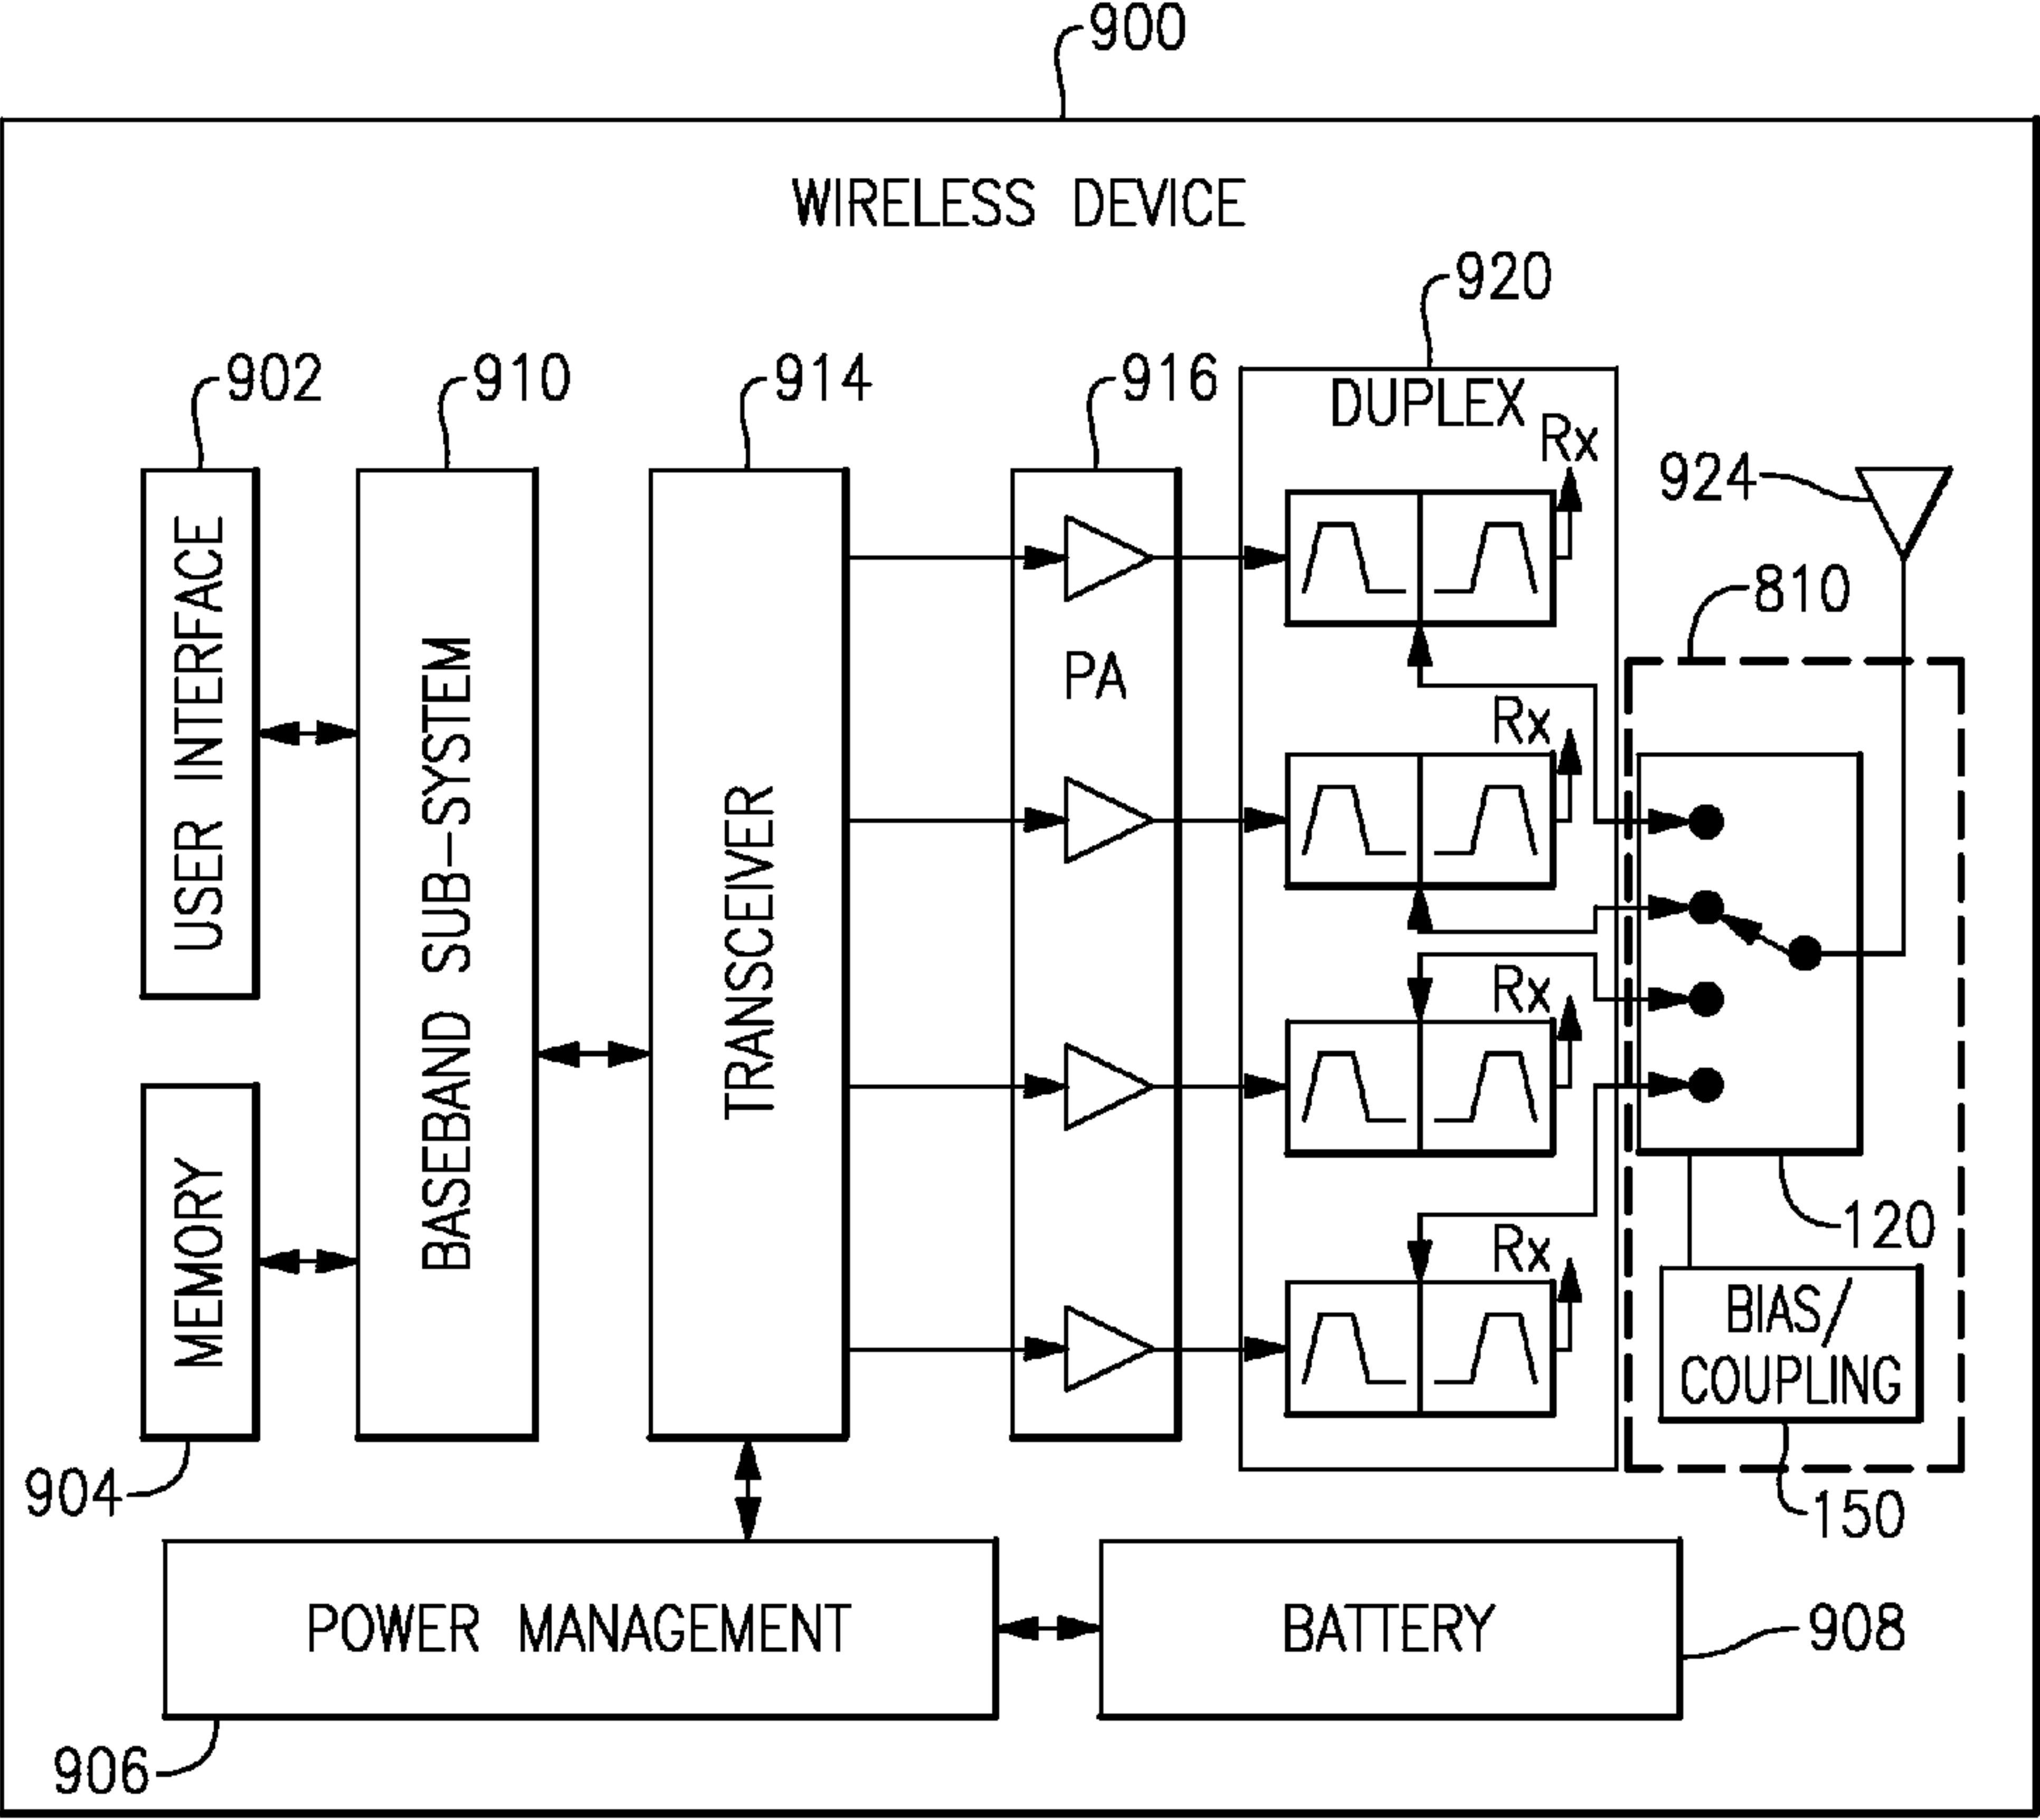 900
WIRELESS DEVICE
920
902
910
914
916
DUPLEX
Rx
924
USER INTERFACE
BASEBAND SUB-SYSTEM
TRANSCEIVER
PA
810
Rx
Rx
MEMORY
120
Rx
BIAS/
COUPLING
904
150
POWER MANAGEMENT
BATTERY
908
906